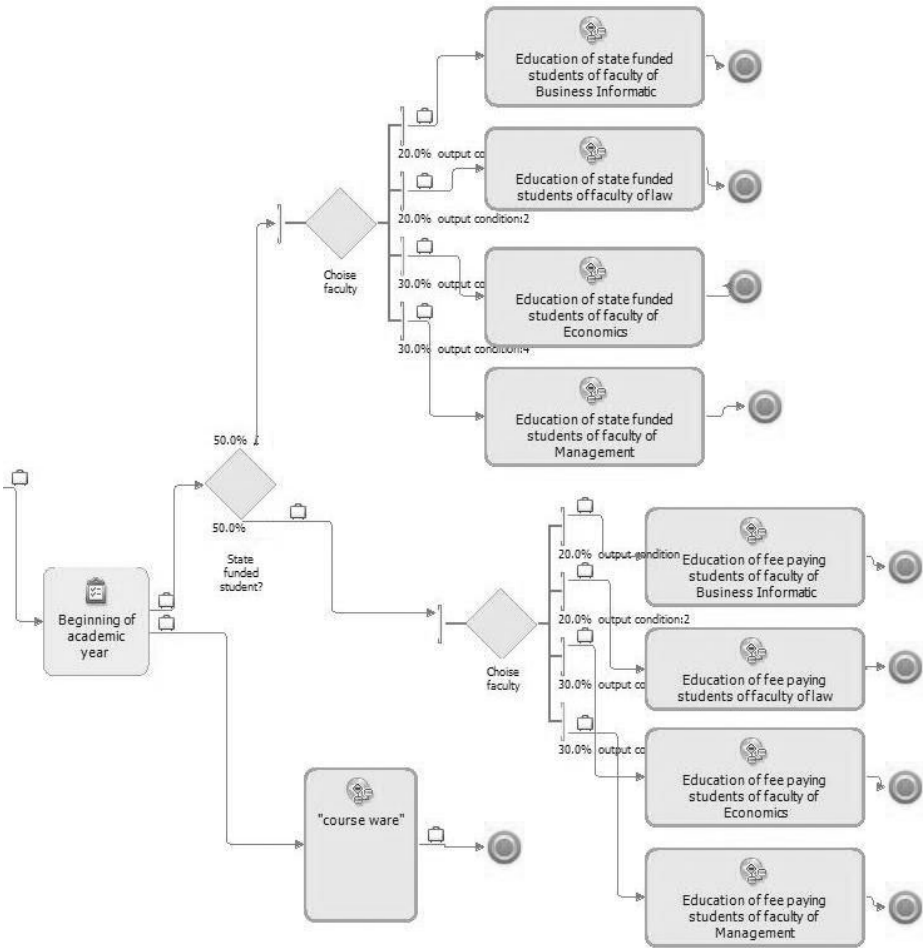 Education of state funded
students of faculty of
Business Informatic
20.0% output co
Education of state funded
students of faculty of law
20.0% output condition:2
Choise
faculty
30.0% output co
Education of state funded
students of faculty of
Economics
30.0% output condition:4
Education of state funded
students of faculty of
Management
50.0%
50.0%
State
funded
student?
Beginning of
academic
year
20.0% output condition
Education of fee paying
students of faculty of
Business Informatic
20.0% output condition:2
Choise
faculty
30.0% output co
Education of fee paying
students of faculty of law
30.0% output co
Education of fee paying
students of faculty of
Economics
"course ware"
Education of fee paying
students of faculty of
Management